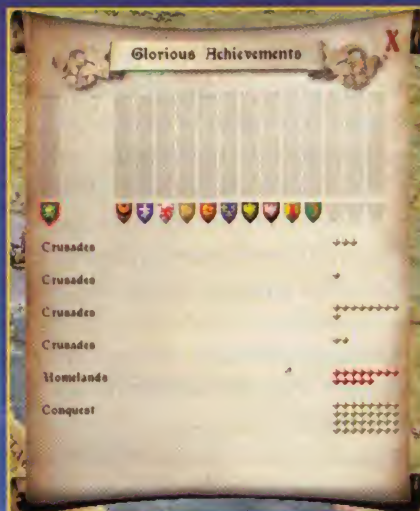 Glorious Achievements
X
Crusades
Crusades
Crusades
Crusades
Homelands
Conquest